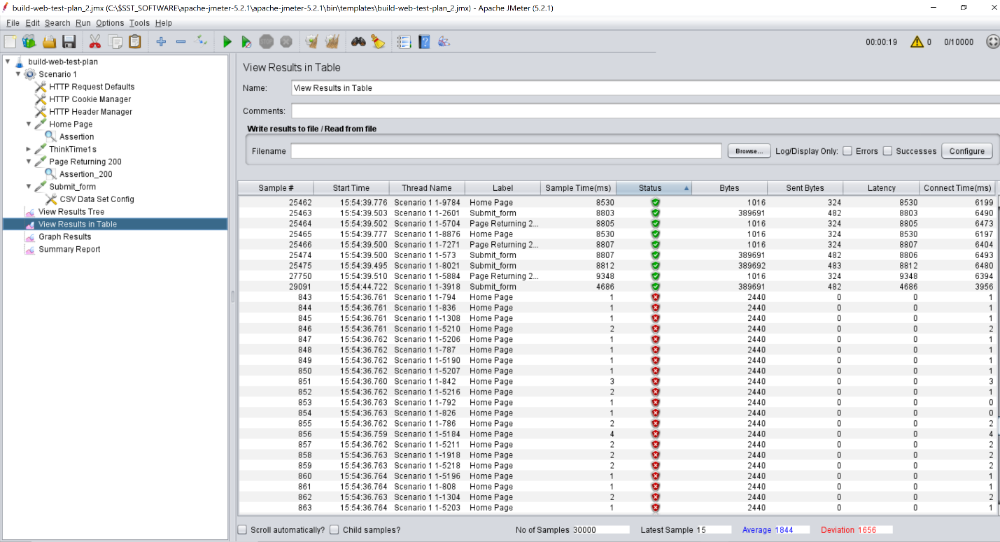 build-web-test-plan_2.jmx (C:\$SST_SOFTWARE\apache-jmeter-5.2.1\apache-jmeter-5.2.1\bin\templates\build-web-test-plan_2.jmx) - Apache JMeter (5.2.1)
File Edit Search Run Options Tools Help
00:00:19 0 0/10000
build-web-test-plan
Scenario 1
HTTP Request Defaults
HTTP Cookie Manager
HTTP Header Manager
Home Page
Assertion
ThinkTime1s
Page Returning 200
Assertion_200
Submit_form
CSV Data Set Config
View Results Tree
View Results in Table
Graph Results
Summary Report
View Results in Table
Name: View Results in Table
Comments:
Write results to file / Read from file
Filename Browse... Log/Display Only: Errors Successes Configure
Sample # Start Time Thread Name Label Sample Time(ms) Status Bytes Sent Bytes Latency Connect Time(ms)
25462 15:54:39.776 Scenario 1 1-9784 Home Page 8530 1016 324 8530 6199
25463 15:54:39.503 Scenario 1 1-2601 Submit_form 8803 389691 482 8803 6490
25464 15:54:39.502 Scenario 1 1-5704 Page Returning 2... 8805 1016 324 8805 6473
25465 15:54:39.777 Scenario 1 1-8876 Home Page 8530 1016 324 8530 6197
25466 15:54:39.500 Scenario 1 1-7271 Page Returning 2... 8807 1016 324 8807 6404
25474 15:54:39.500 Scenario 1 1-573 Submit_form 8807 389691 482 8806 6493
25475 15:54:39.495 Scenario 1 1-8021 Submit_form 8812 389692 483 8812 6480
27750 15:54:39.510 Scenario 1 1-5884 Page Returning 2... 9348 1016 324 9348 6394
29091 15:54:44.722 Scenario 1 1-3918 Submit_form 4686 389691 482 4686 3956
843 15:54:36.761 Scenario 1 1-794 Home Page 1 2440 0 0 1
844 15:54:36.761 Scenario 1 1-836 Home Page 1 2440 0 0 1
845 15:54:36.761 Scenario 1 1-1308 Home Page 1 2440 0 0 1
846 15:54:36.761 Scenario 1 1-5210 Home Page 2 2440 0 0 2
847 15:54:36.762 Scenario 1 1-5206 Home Page 1 2440 0 0 1
848 15:54:36.762 Scenario 1 1-787 Home Page 1 2440 0 0 1
849 15:54:36.762 Scenario 1 1-5190 Home Page 1 2440 0 0 1
850 15:54:36.762 Scenario 1 1-5207 Home Page 1 2440 0 0 1
851 15:54:36.760 Scenario 1 1-842 Home Page 3 2440 0 0 3
852 15:54:36.762 Scenario 1 1-5216 Home Page 2 2440 0 0 1
853 15:54:36.763 Scenario 1 1-792 Home Page 1 2440 0 0 0
854 15:54:36.763 Scenario 1 1-826 Home Page 1 2440 0 0 0
855 15:54:36.762 Scenario 1 1-786 Home Page 2 2440 0 0 2
856 15:54:36.759 Scenario 1 1-5184 Home Page 4 2440 0 0 4
857 15:54:36.762 Scenario 1 1-5211 Home Page 2 2440 0 0 2
858 15:54:36.763 Scenario 1 1-1918 Home Page 2 2440 0 0 2
859 15:54:36.763 Scenario 1 1-5218 Home Page 2 2440 0 0 2
860 15:54:36.764 Scenario 1 1-5196 Home Page 1 2440 0 0 1
861 15:54:36.764 Scenario 1 1-808 Home Page 1 2440 0 0 1
862 15:54:36.763 Scenario 1 1-1304 Home Page 2 2440 0 0 2
863 15:54:36.764 Scenario 1 1-5203 Home Page 1 2440 0 0 1
Scroll automatically? Child samples? No of Samples 30000 Latest Sample 15 Average 1844 Deviation 1656